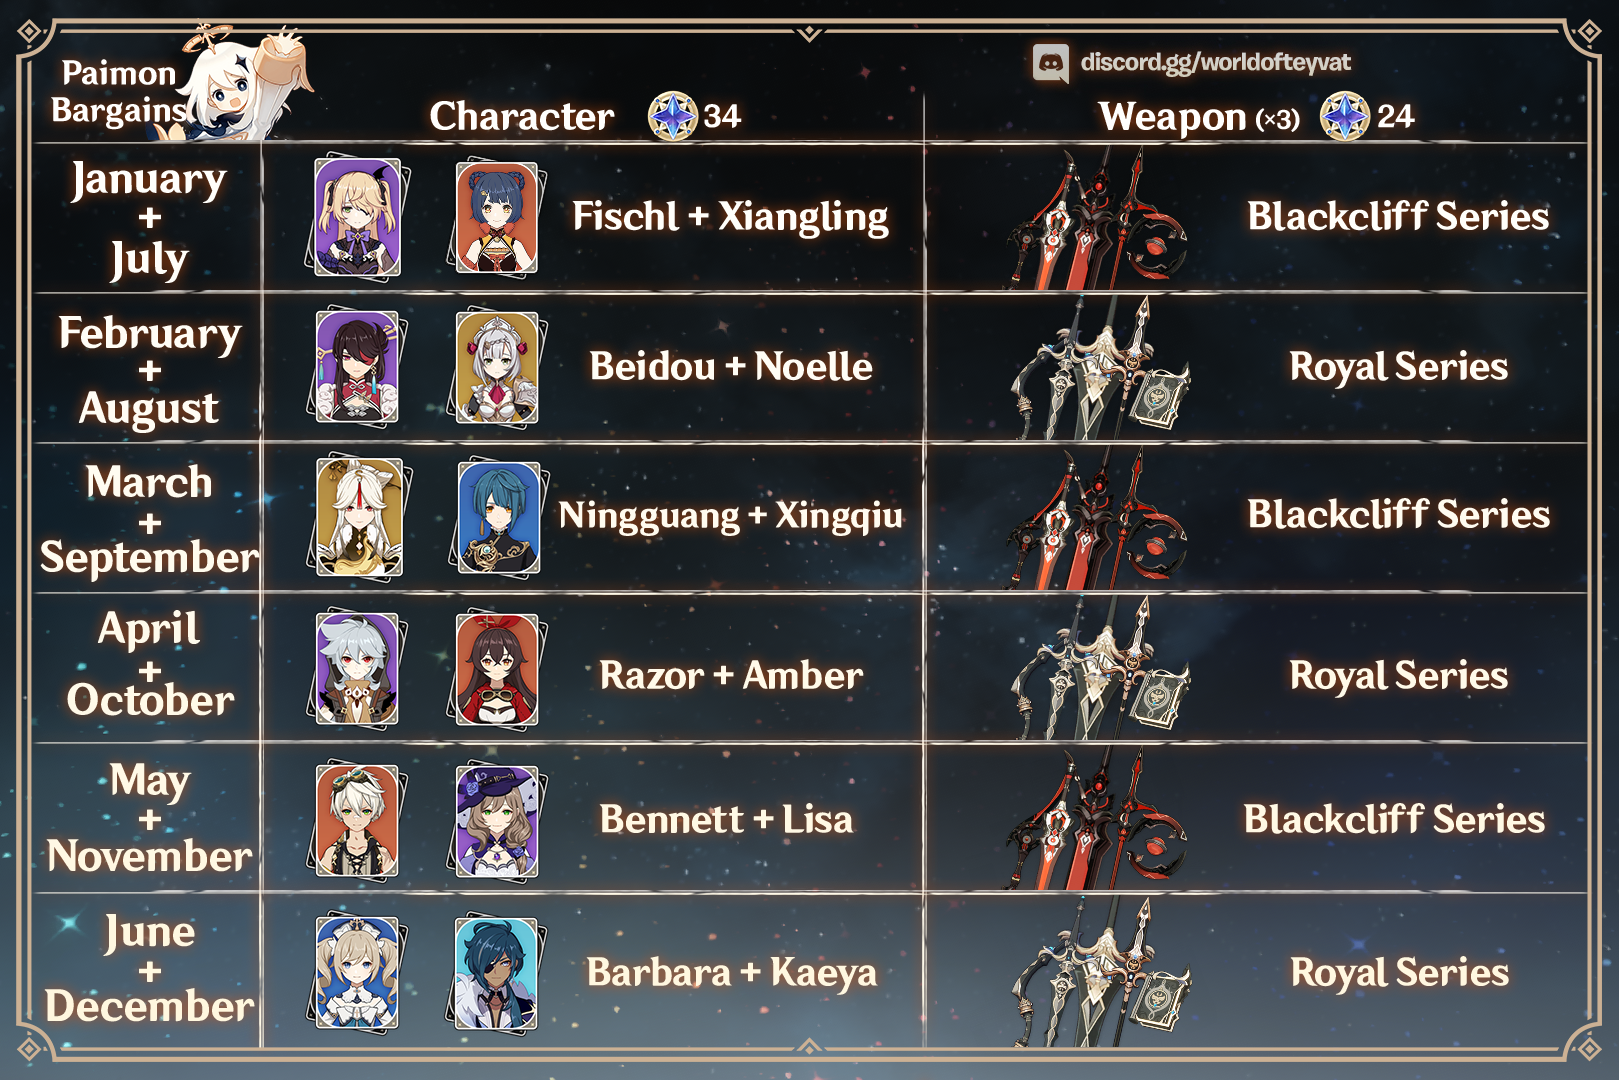 Paimon
Bargains
discord.gg/worldofteyvat
Character 34
Weapon (×3) 24
January
+
July
Fischl + Xiangling
Blackcliff Series
February
+
August
Beidou + Noelle
Royal Series
March
+
September
Ningguang + Xingqiu
Blackcliff Series
April
+
October
Razor + Amber
Royal Series
May
+
November
Bennett + Lisa
Blackcliff Series
June
+
December
Barbara + Kaeya
Royal Series